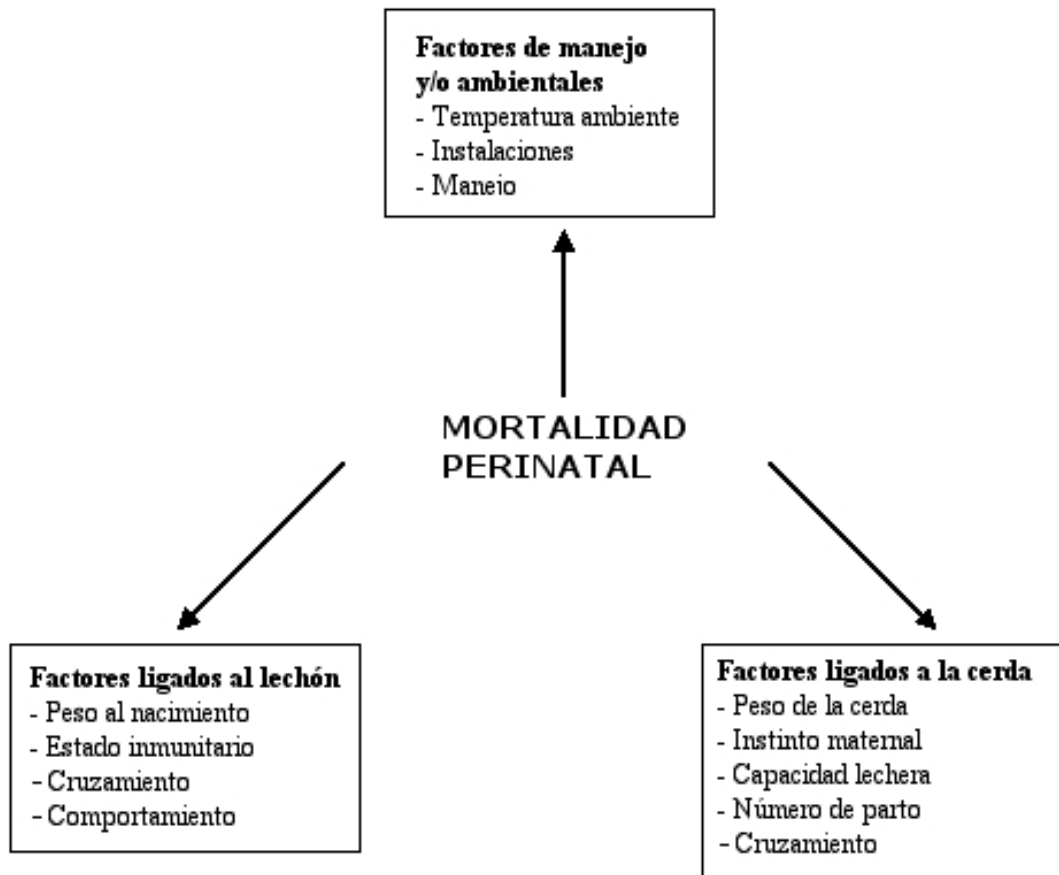 Factores de manejo
y/o ambientales
- Temperatura ambiente
- Instalaciones
- Manejo
MORTALIDAD
PERINATAL
Factores ligados al lechón
- Peso al nacimiento
- Estado inmunitario
- Cruzamiento
- Comportamiento
Factores ligados a la cerda
- Peso de la cerda
- Instinto maternal
- Capacidad lechera
- Número de parto
- Cruzamiento